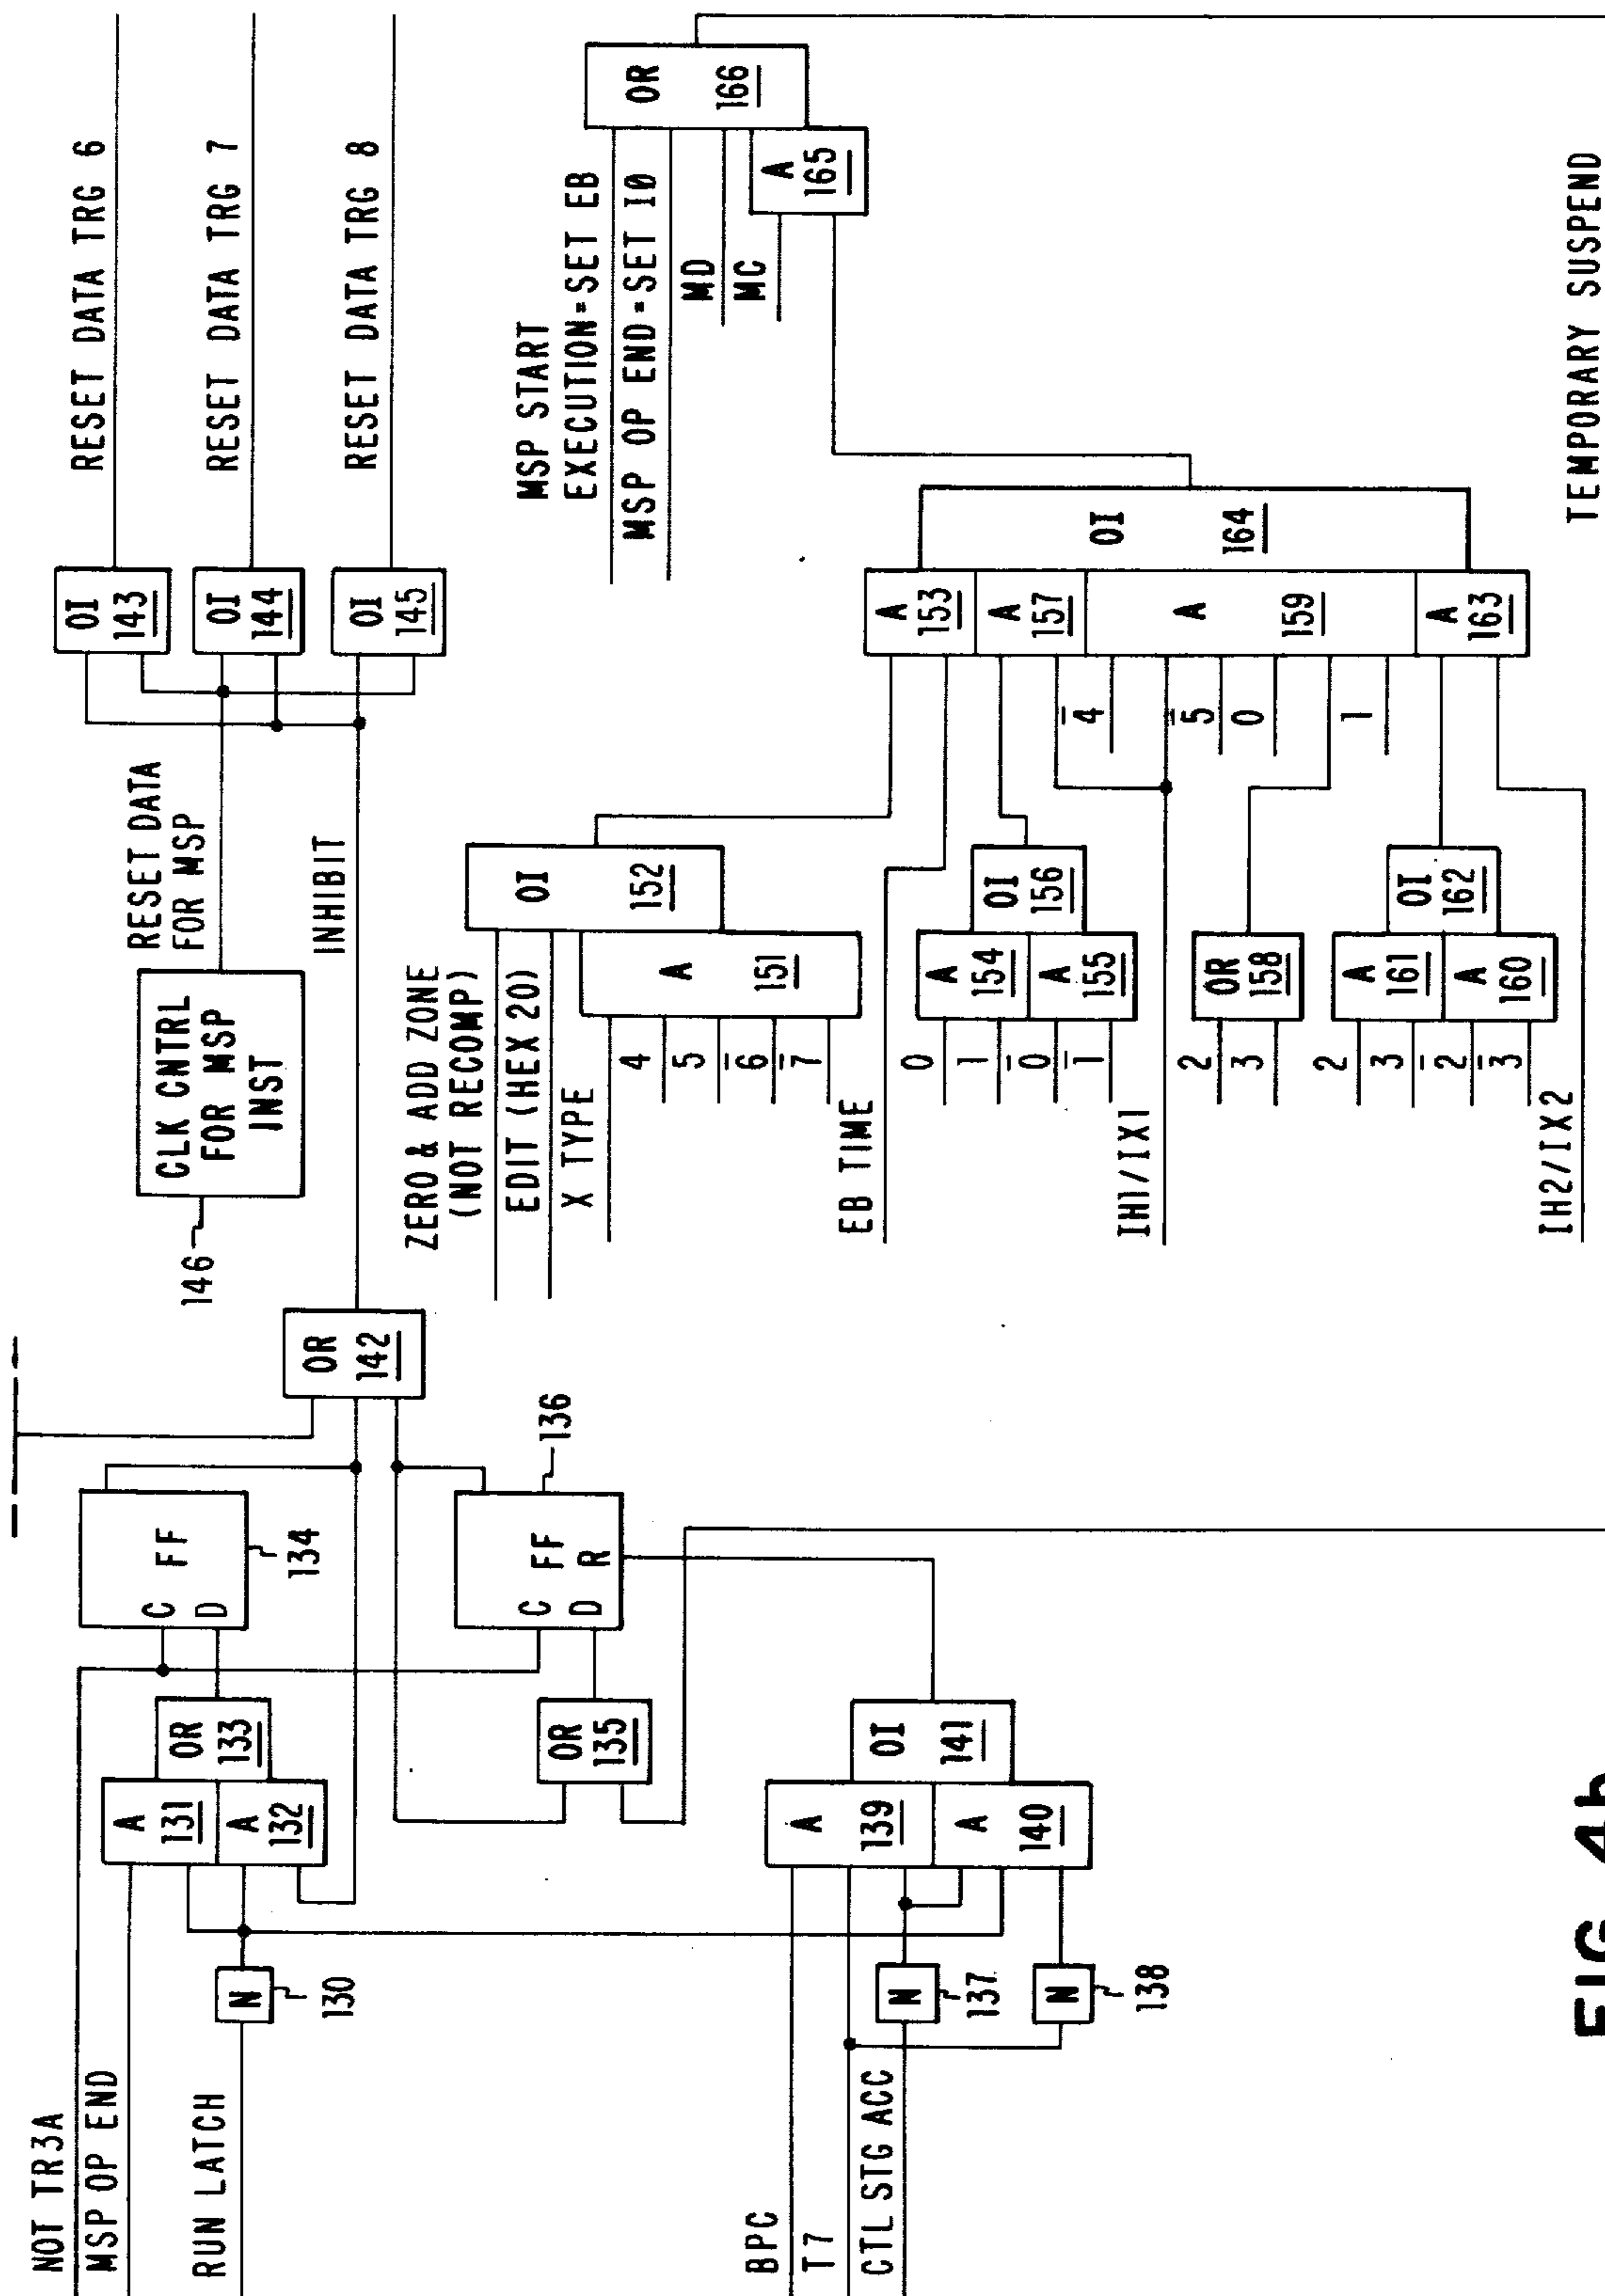 NOT TR3A
MSP OP END
RUN LATCH
N
130
A
131
A
132
OR
133
C FF
D
134
OR
142
146
CLK CNTRL
FOR MSP
INST
RESET DATA
FOR MSP
INHIBIT
OI
143
OI
144
OI
145
RESET DATA TRG 6
RESET DATA TRG 7
RESET DATA TRG 8
BPC
T7
CTL STG ACC
N
137
N
138
A
139
A
140
OI
141
OR
135
C FF
D R
136
ZERO & ADD ZONE
(NOT RECOMP)
EDIT (HEX 20)
X TYPE
4
5
6̅
7̅
A
151
OI
152
EB TIME
0
1̅
0̅
1
A
154
A
155
OI
156
IH1/IX1
2
3
OR
158
2
3̅
2̅
3
A
161
A
160
OI
162
IH2/IX2
4̅
5̅
0
1
A
153
A
157
A
159
A
163
OI
164
MSP START
EXECUTION=SET EB
MSP OP END=SET I0
MD
MC
A
165
OR
166
TEMPORARY SUSPEND
FIG. 4b